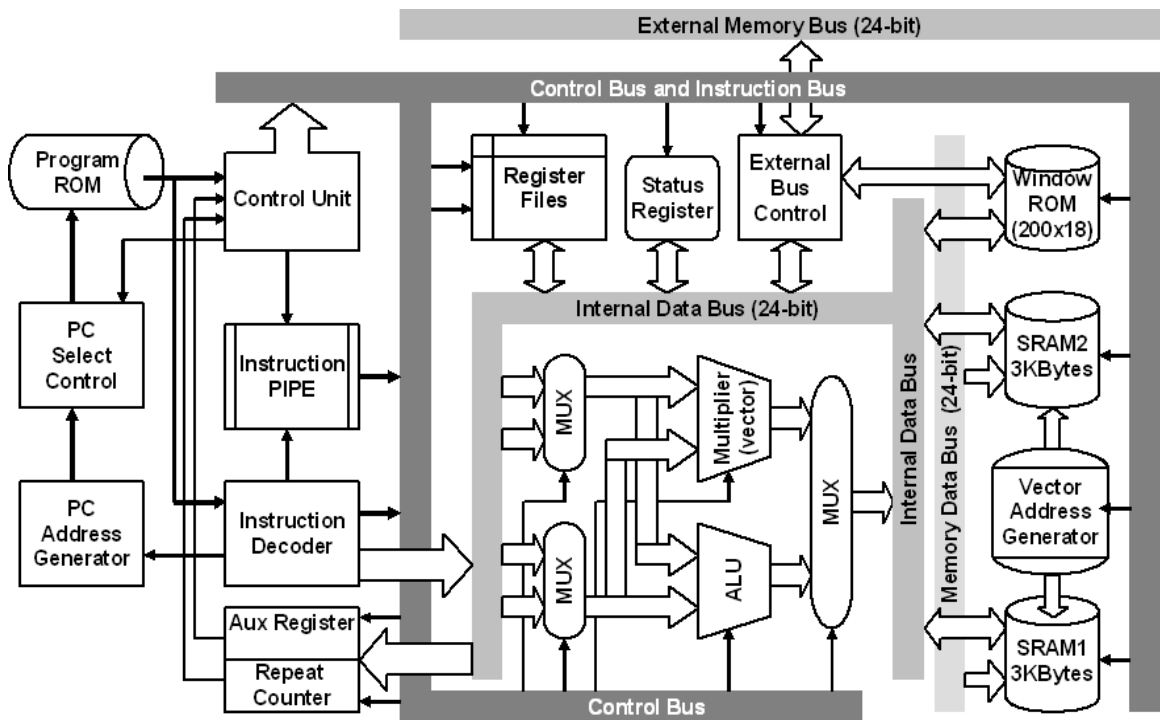 External Memory Bus (24-bit)
Control Bus and Instruction Bus
Program
ROM
Control Unit
Register
Files
Status
Register
External
Bus
Control
Window
ROM
(200x18)
PC
Select
Control
Instruction
PIPE
Internal Data Bus (24-bit)
MUX
Multiplier
(vector)
MUX
Internal Data Bus
Memory Data Bus (24-bit)
SRAM2
3KBytes
PC
Address
Generator
Instruction
Decoder
MUX
ALU
Vector
Address
Generator
Aux Register
Repeat
Counter
SRAM1
3KBytes
Control Bus